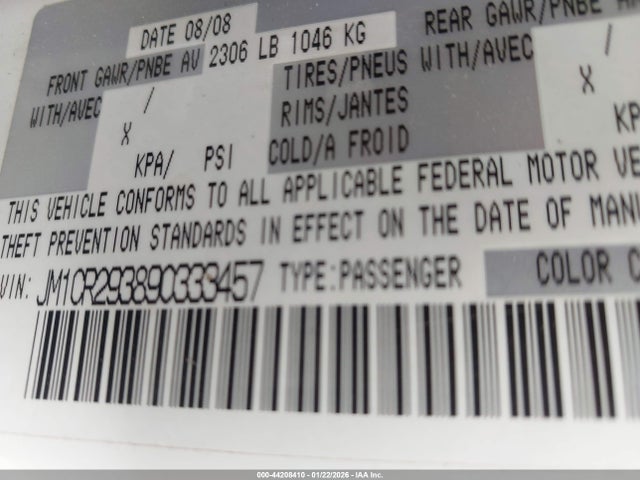 DATE 08/08
FRONT GAWR/PNBE AV 2306 LB 1046 KG
REAR GAWR/PNBE
WITH/AVEC / TIRES/PNEUS WITH/AVEC /
X RIMS/JANTES X
KPA/ PSI COLD/A FROID
THIS VEHICLE CONFORMS TO ALL APPLICABLE FEDERAL MOTOR
THEFT PREVENTION STANDARDS IN EFFECT ON THE DATE OF
VIN: JM1CR293890333457 TYPE:PASSENGER COLOR
000-44208410 - 01/22/2026 - IAA Inc.